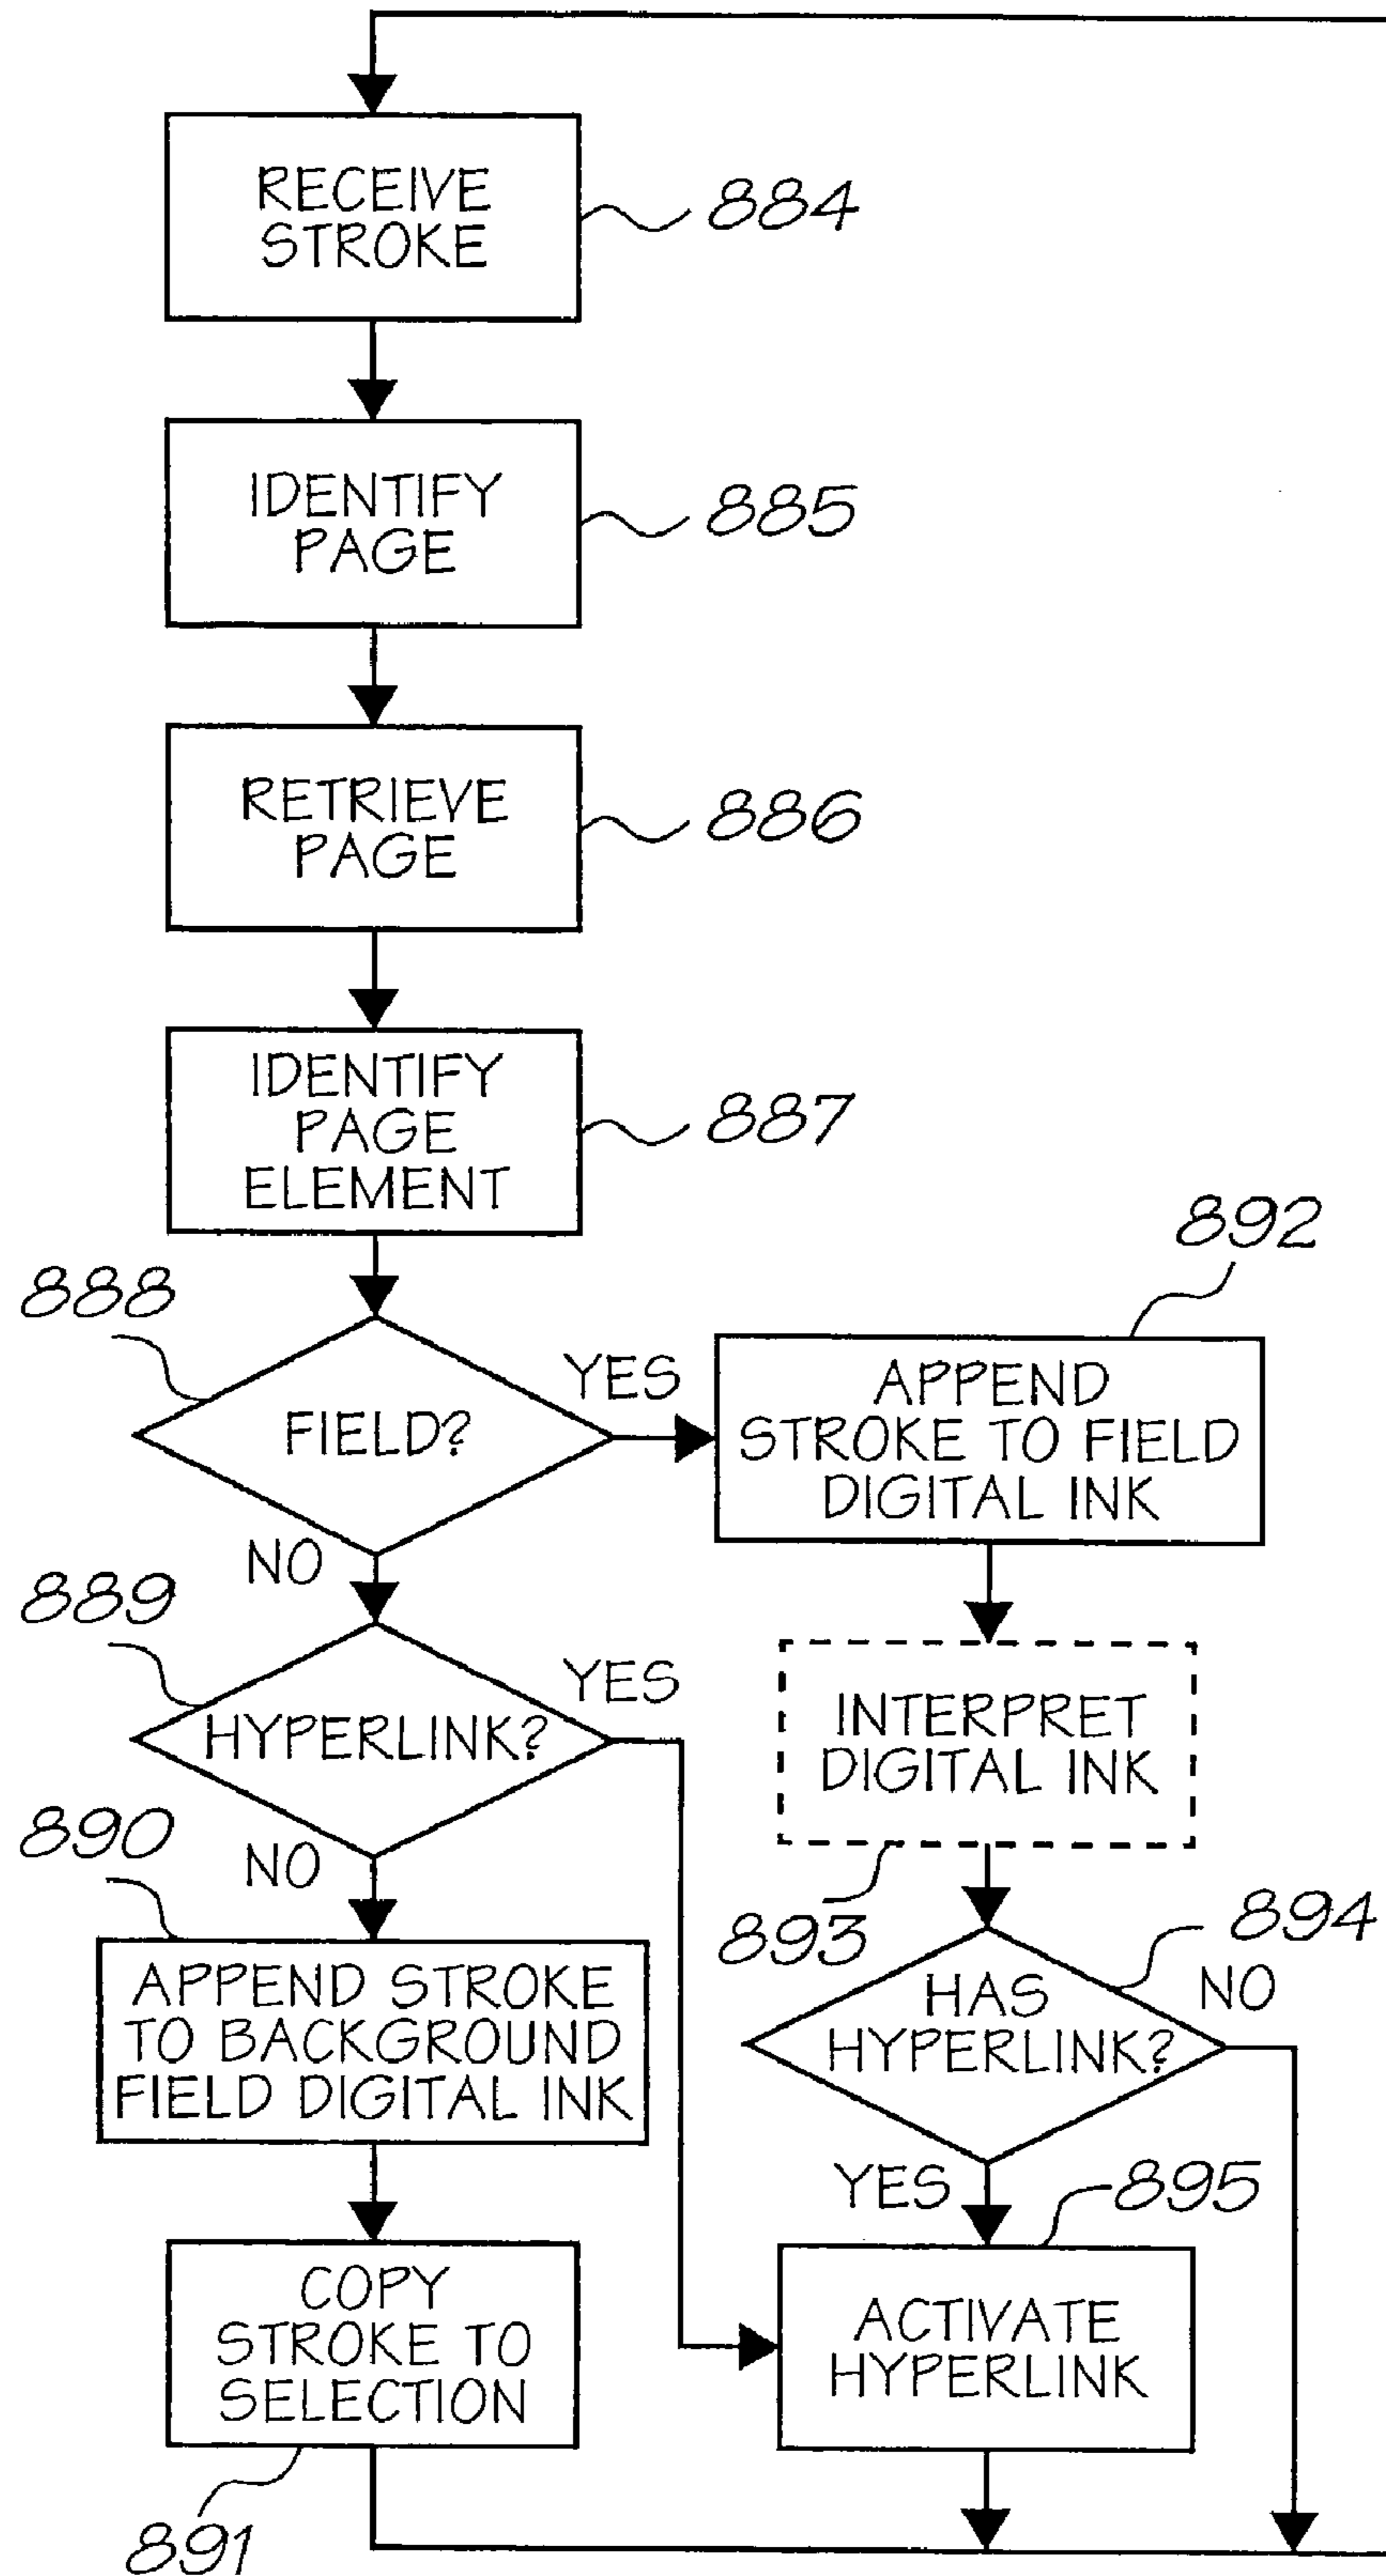 RECEIVE
STROKE
884
IDENTIFY
PAGE
885
RETRIEVE
PAGE
886
IDENTIFY
PAGE
ELEMENT
887
888
FIELD?
YES
NO
892
APPEND
STROKE TO FIELD
DIGITAL INK
889
HYPERLINK?
YES
NO
INTERPRET
DIGITAL INK
893
890
APPEND STROKE
TO BACKGROUND
FIELD DIGITAL INK
894
HAS
HYPERLINK?
NO
YES
895
COPY
STROKE TO
SELECTION
891
ACTIVATE
HYPERLINK